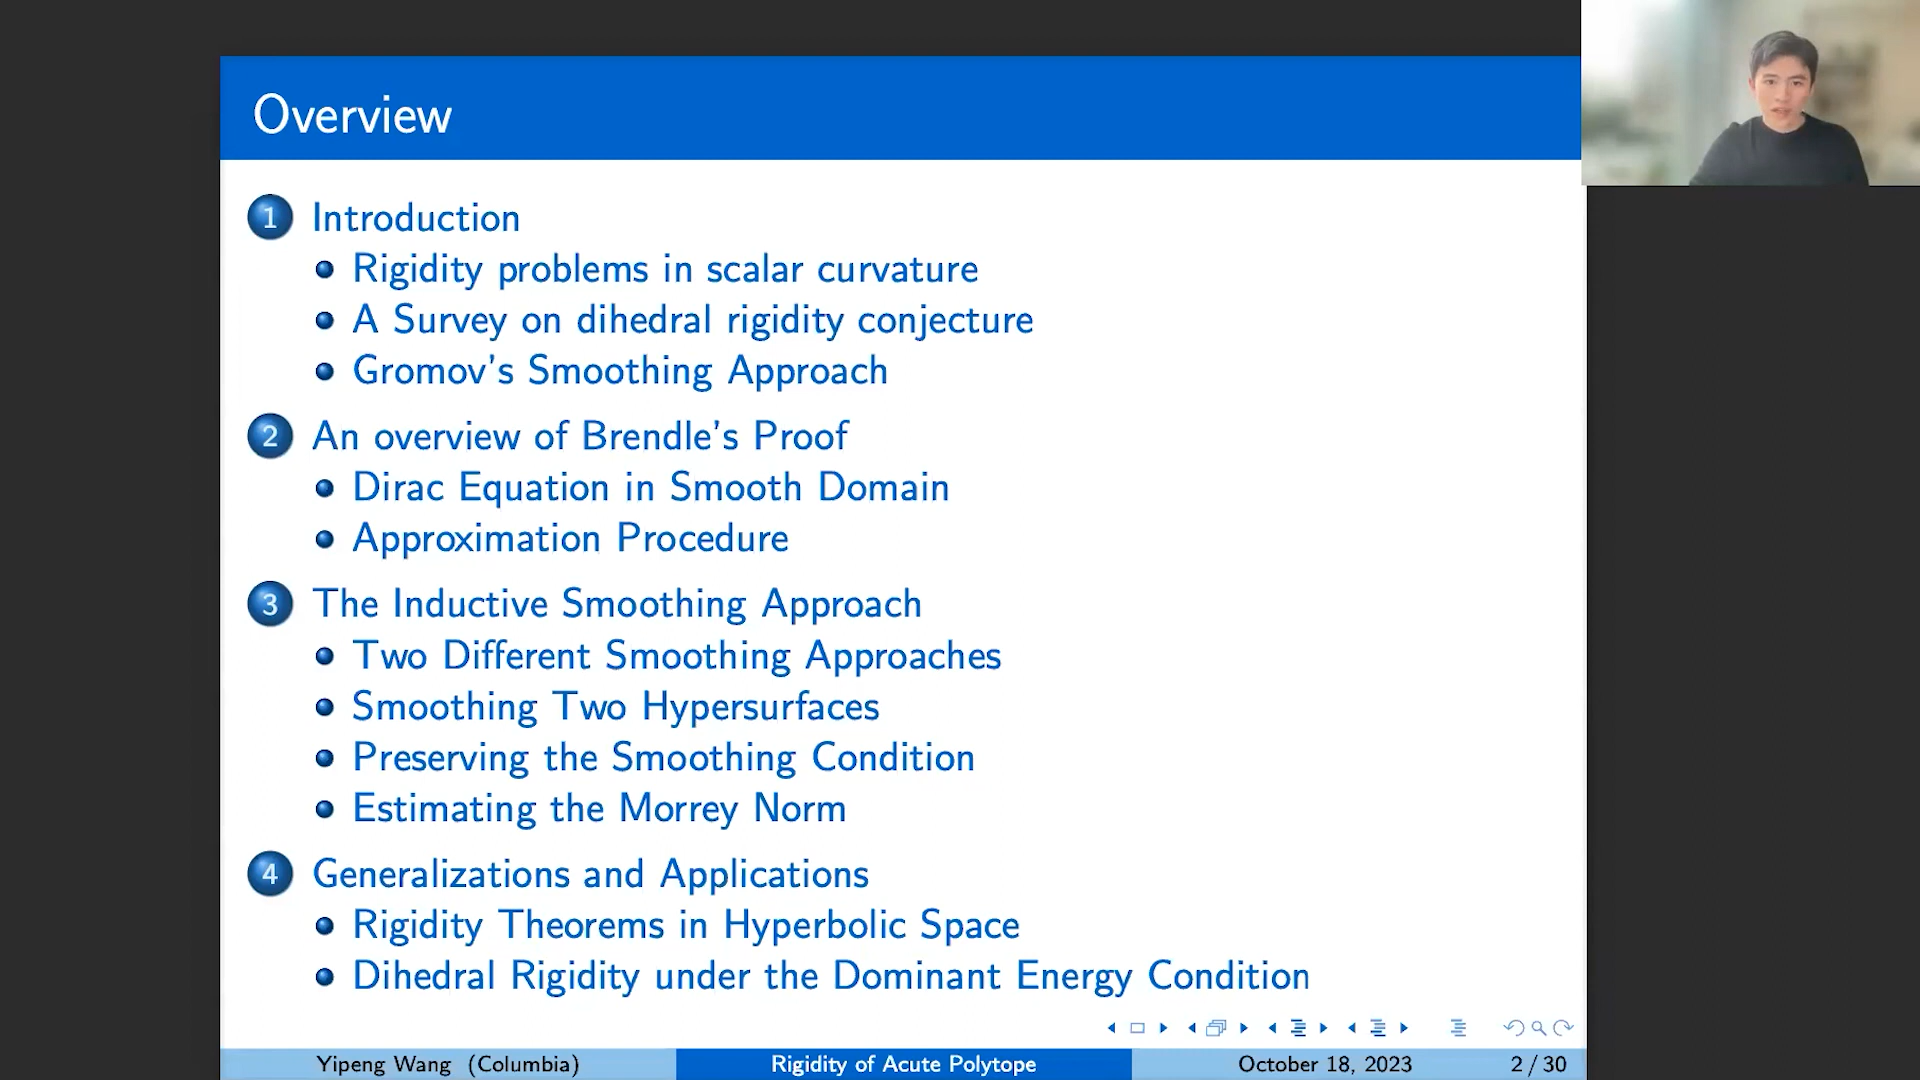 Overview
1 Introduction
Rigidity problems in scalar curvature
A Survey on dihedral rigidity conjecture
Gromov's Smoothing Approach
2 An overview of Brendle's Proof
Dirac Equation in Smooth Domain
Approximation Procedure
3 The Inductive Smoothing Approach
Two Different Smoothing Approaches
Smoothing Two Hypersurfaces
Preserving the Smoothing Condition
Estimating the Morrey Norm
4 Generalizations and Applications
Rigidity Theorems in Hyperbolic Space
Dihedral Rigidity under the Dominant Energy Condition
Yipeng Wang (Columbia) Rigidity of Acute Polytope October 18, 2023 2 / 30